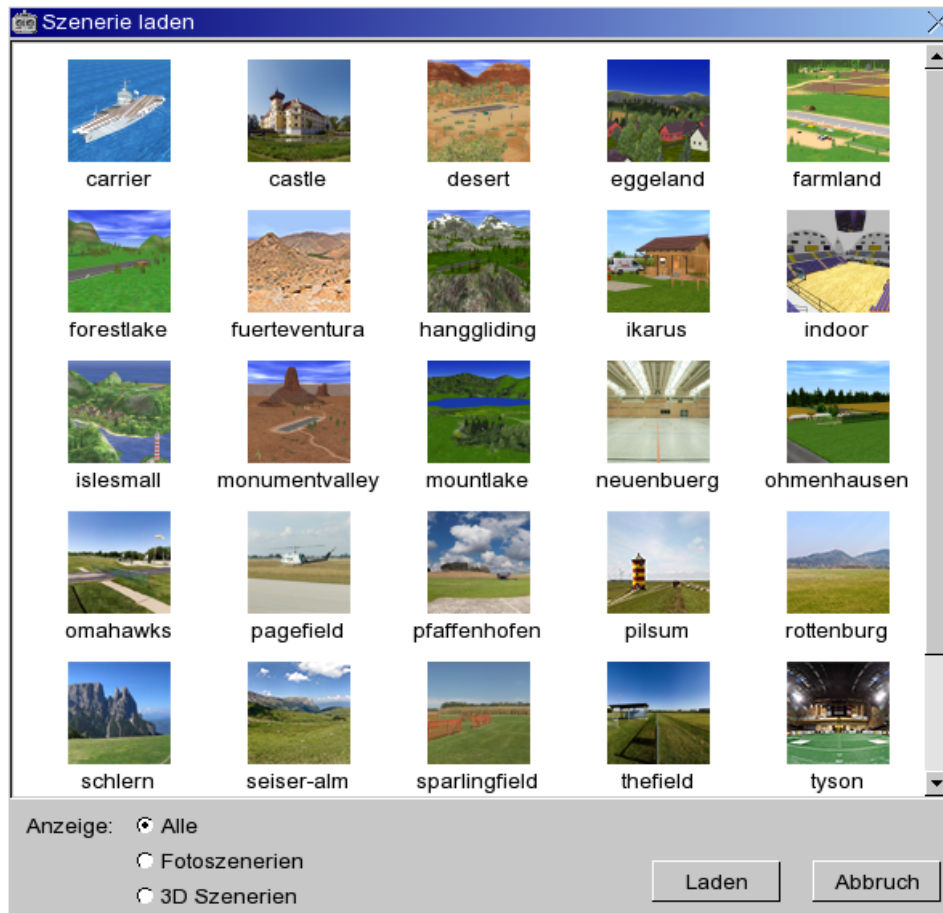 Szenerie laden
carrier castle desert eggeland farmland
forestlake fuerteventura hanggliding ikarus indoor
islesmall monumentvalley mountlake neuenbuerg ohmenhausen
omahawks pagefield pfaffenhofen pilsum rottenburg
schlern seiser-alm sparlingfield thefield tyson
Anzeige: Alle
Fotoszenerien
3D Szenerien Laden Abbruch